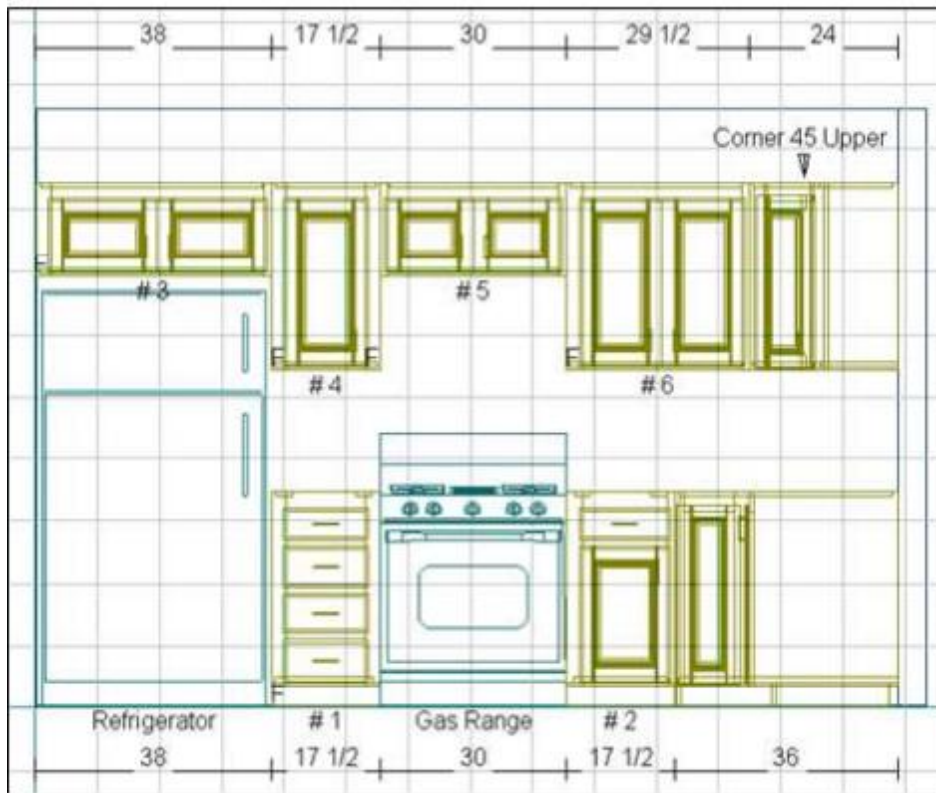 38 17 1/2 30 29 1/2 24
Corner 45 Upper
F
# 3 # 5
F F F
# 4 # 6
F
Refrigerator # 1 Gas Range # 2
38 17 1/2 30 17 1/2 36